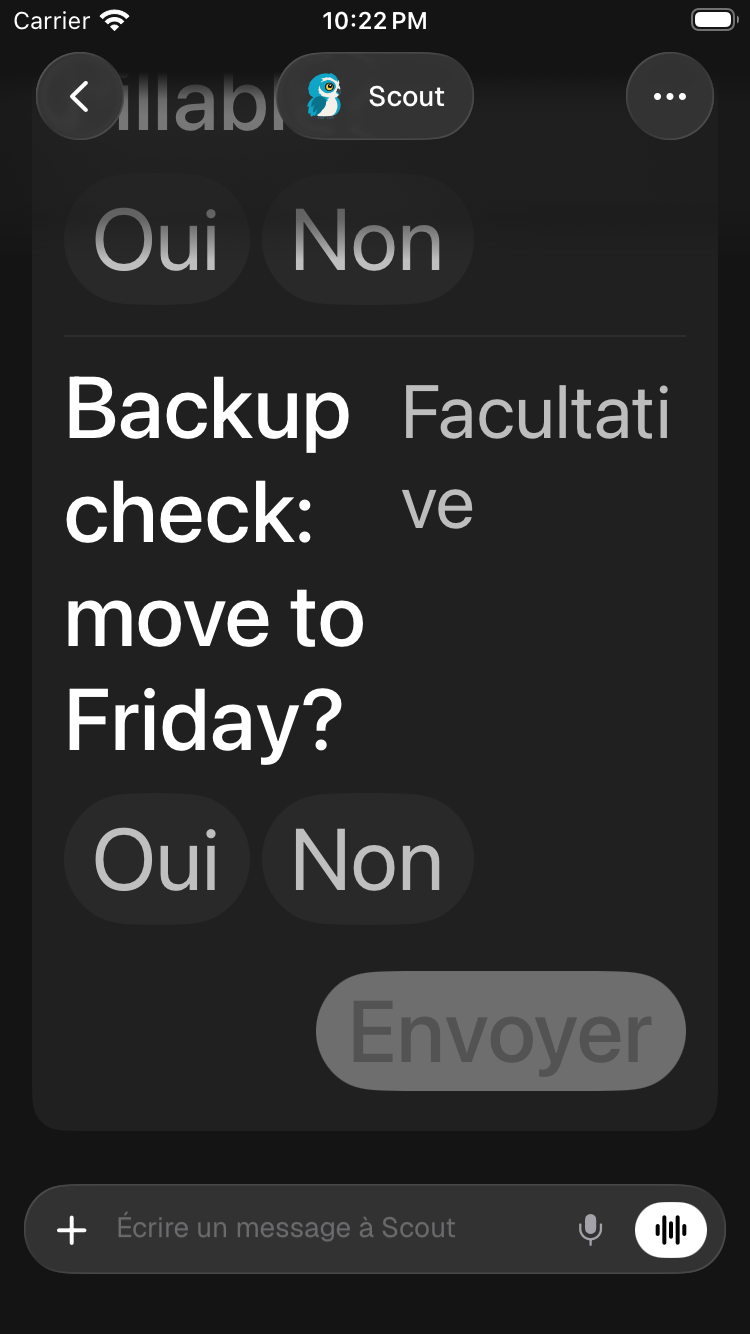 Carrier
10:22 PM
Scout
Oui
Non
Backup
check:
move to
Friday?
Facultati
ve
Oui
Non
Envoyer
Écrire un message à Scout